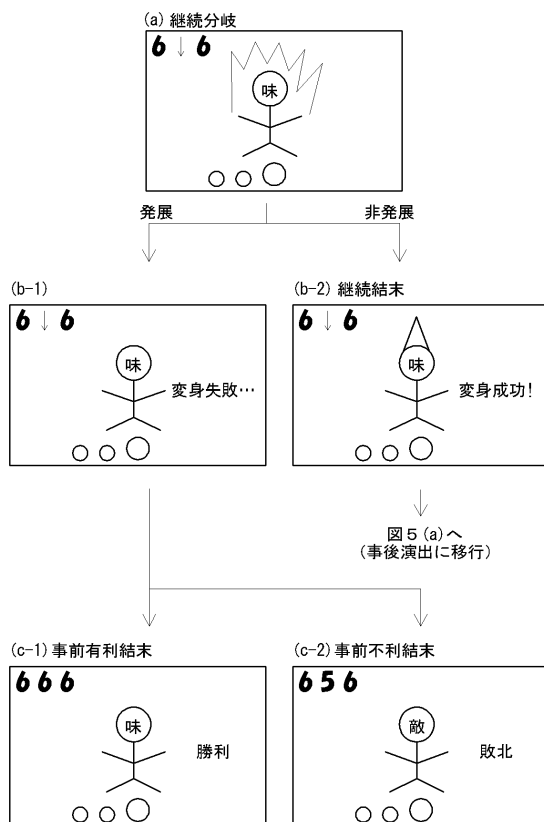 (a) 継続分岐
6 ↓ 6
味
発展
非発展
(b-1)
6 ↓ 6
味
変身失敗…
(b-2) 継続結末
6 ↓ 6
味
変身成功!
図5(a)へ
(事後演出に移行)
(c-1) 事前有利結末
6 6 6
味
勝利
(c-2) 事前不利結末
6 5 6
敵
敗北